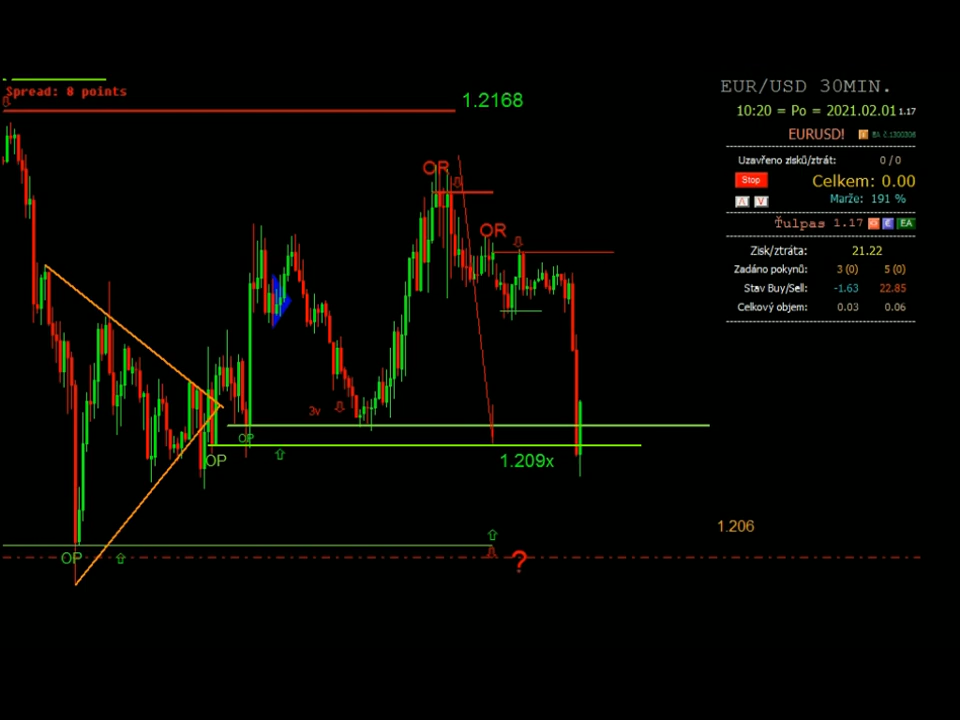 Spread: 8 points
1.2168
EUR/USD 30MIN.
10:20 = Po = 2021.02.01 1.17
EURUSD!
Uzavřeno zisků/ztrát: 0 / 0
Stop
Celkem: 0.00
Marže: 191 %
Λ V
Ťulpas 1.17 € EA
Zisk/ztráta: 21.22
Zadáno pokynů: 3 (0) 5 (0)
Stav Buy/Sell: -1.63 22.85
Celkový objem: 0.03 0.06
OR
OR
3v
OP
OP
1.209x
1.206
OP
?